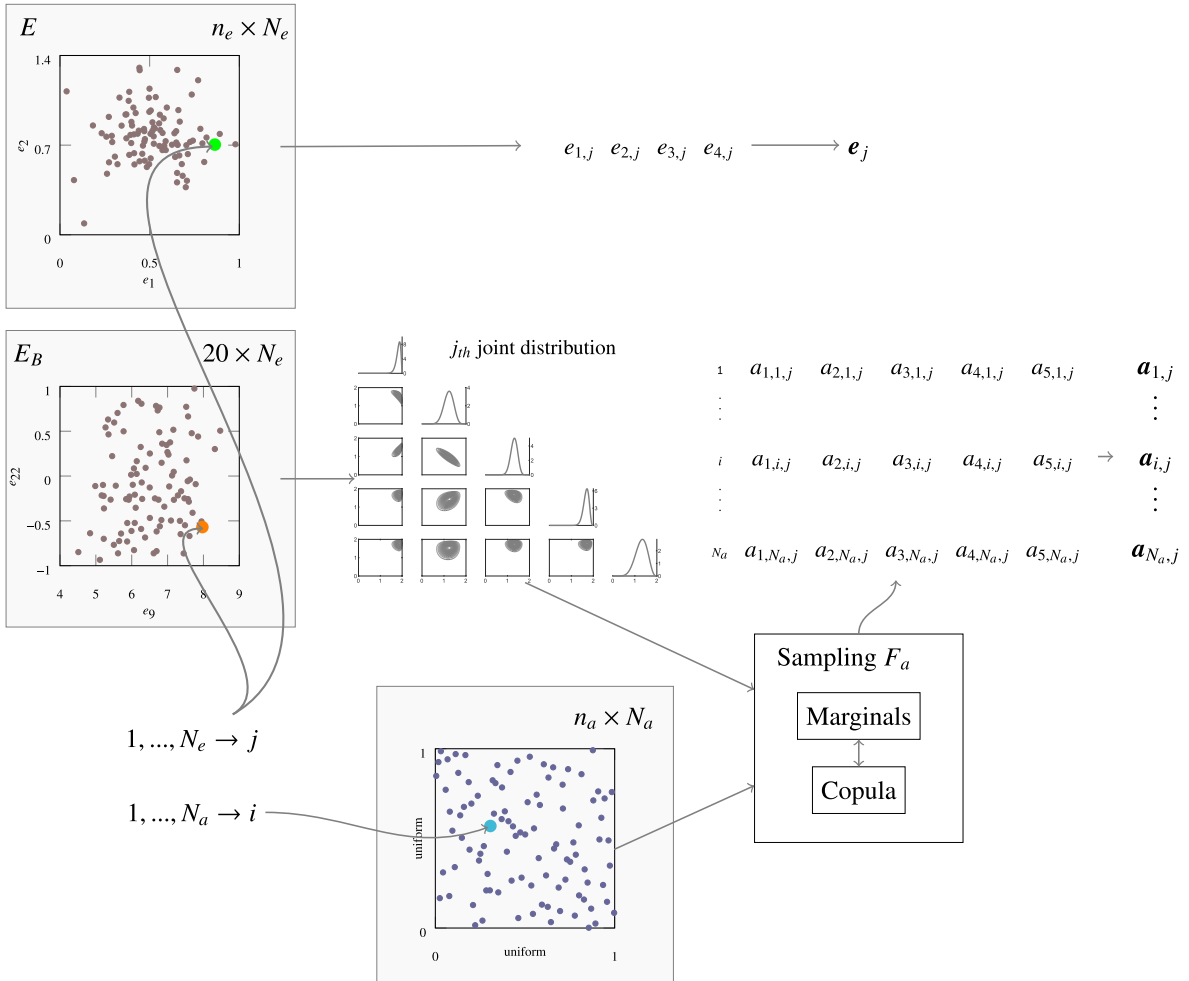 E n_e × N_e
1.4
0.7
0
e_2
0 0.5 1
e_1
e_{1,j} e_{2,j} e_{3,j} e_{4,j} e_j
E_B 20 × N_e
1
0.5
0
−0.5
−1
e_{22}
4 5 6 7 8 9
e_9
j_{th} joint distribution
1 a_{1,1,j} a_{2,1,j} a_{3,1,j} a_{4,1,j} a_{5,1,j} a_{1,j}
i a_{1,i,j} a_{2,i,j} a_{3,i,j} a_{4,i,j} a_{5,i,j} a_{i,j}
N_a a_{1,N_a,j} a_{2,N_a,j} a_{3,N_a,j} a_{4,N_a,j} a_{5,N_a,j} a_{N_a,j}
Sampling F_a
Marginals
Copula
1, ..., N_e → j
1, ..., N_a → i
n_a × N_a
1
0
uniform
0 1
uniform